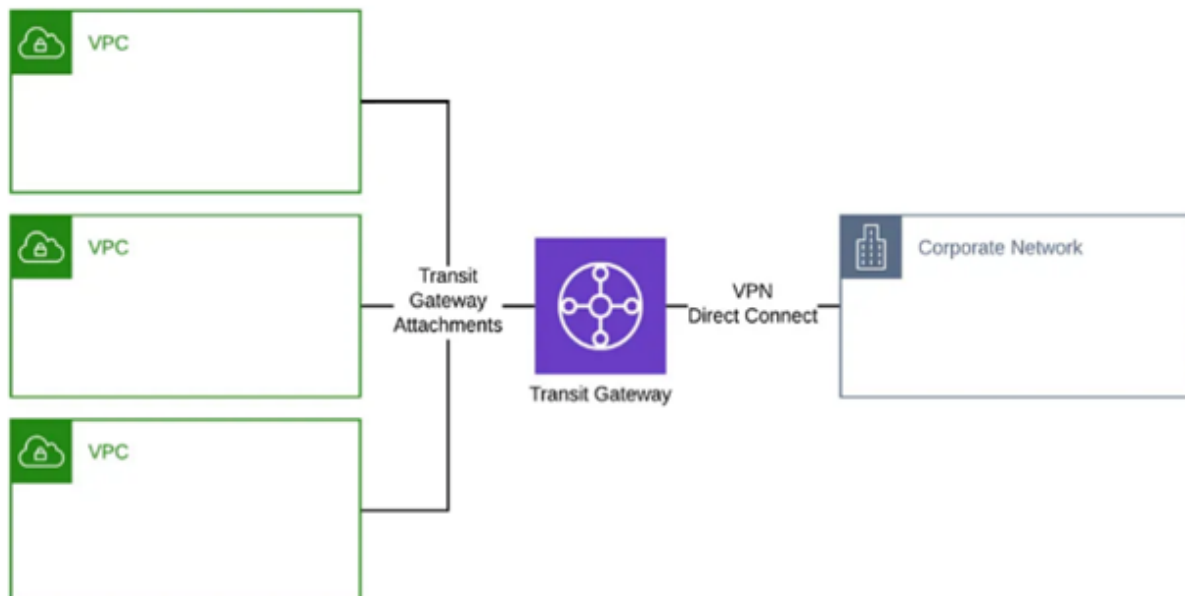 VPC
VPC
Transit
Gateway
Attachments
Transit Gateway
VPN
Direct Connect
Corporate Network
VPC